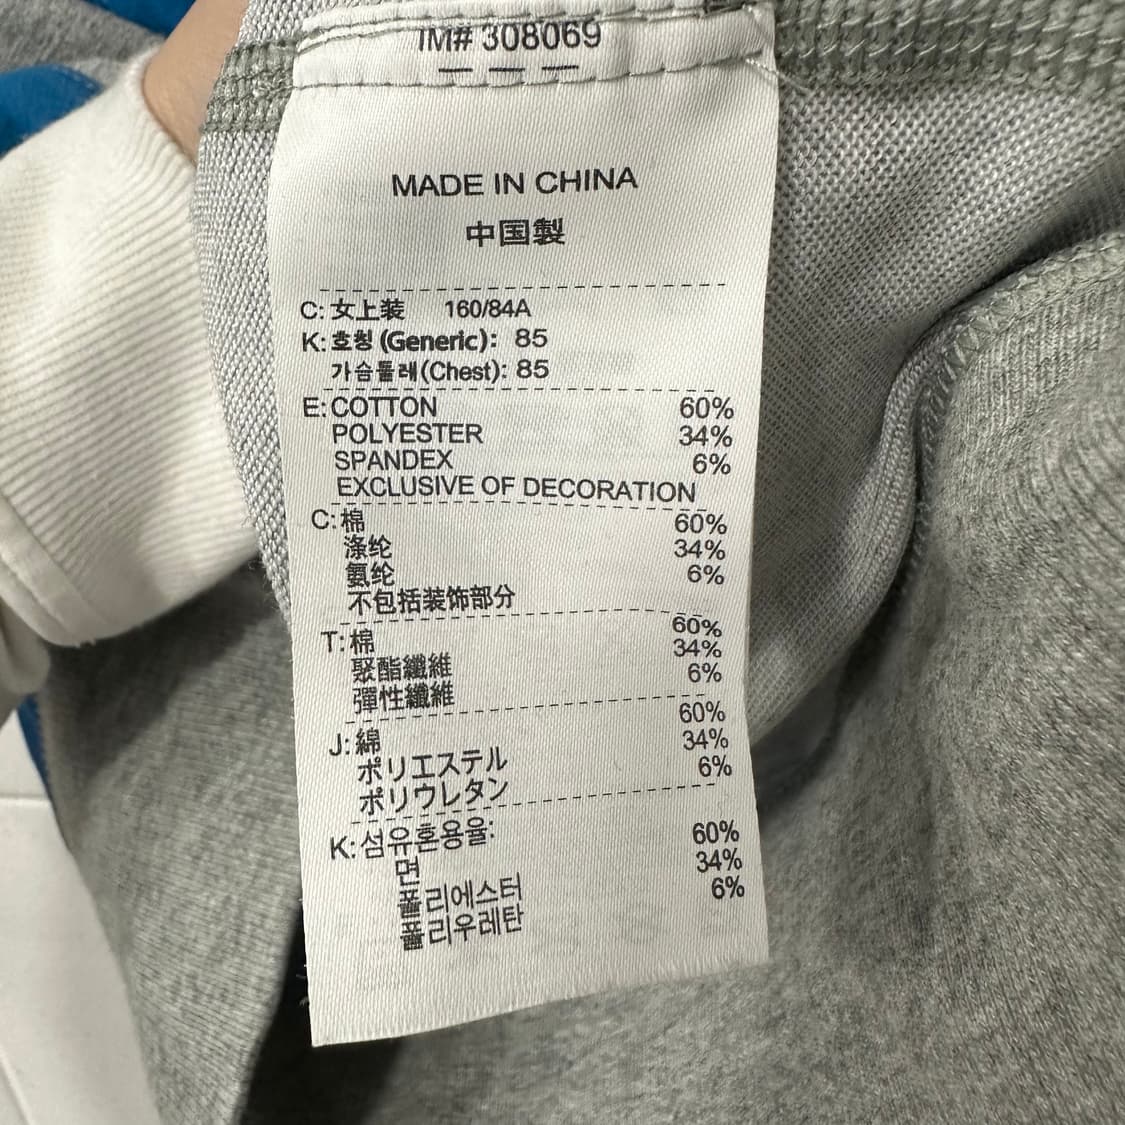 IM# 308069
MADE IN CHINA
中国製
C: 女上装 160/84A
K: 호칭 (Generic): 85
가슴둘레(Chest): 85
E: COTTON 60%
POLYESTER 34%
SPANDEX 6%
EXCLUSIVE OF DECORATION
C: 棉 60%
涤纶 34%
氨纶 6%
不包括装饰部分
T: 棉 60%
聚酯纖維 34%
彈性纖維 6%
J: 綿 60%
ポリエステル 34%
ポリウレタン 6%
K: 섬유혼용율:
면 60%
폴리에스터 34%
폴리우레탄 6%